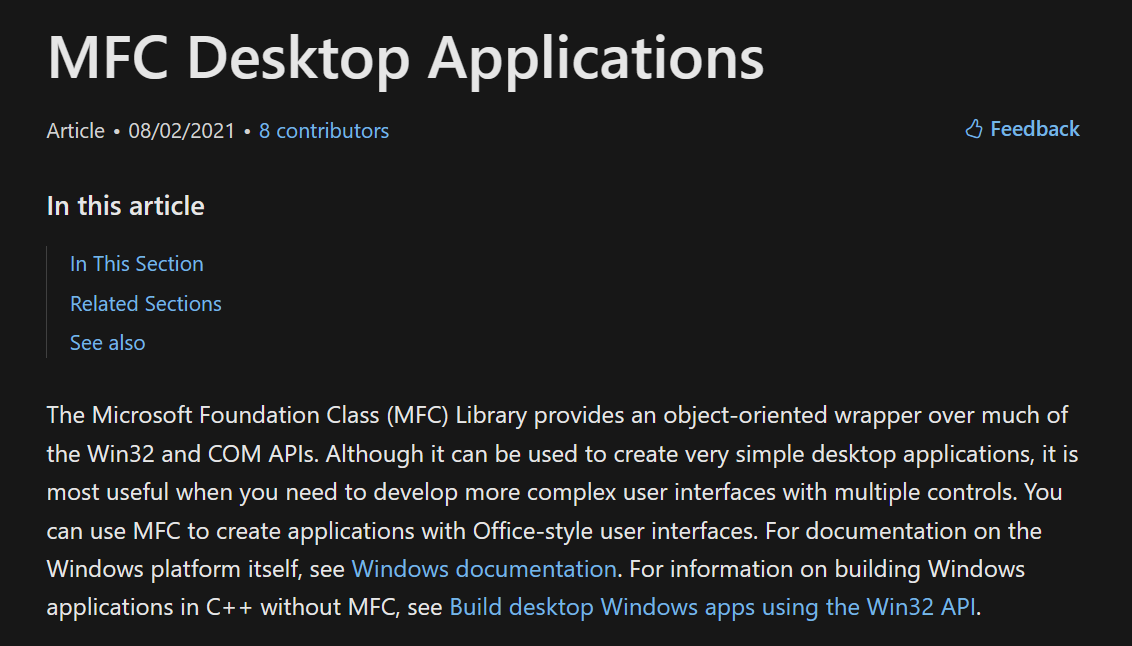 MFC Desktop Applications
Article • 08/02/2021 • 8 contributors
Feedback
In this article
In This Section
Related Sections
See also
The Microsoft Foundation Class (MFC) Library provides an object-oriented wrapper over much of
the Win32 and COM APIs. Although it can be used to create very simple desktop applications, it is
most useful when you need to develop more complex user interfaces with multiple controls. You
can use MFC to create applications with Office-style user interfaces. For documentation on the
Windows platform itself, see Windows documentation. For information on building Windows
applications in C++ without MFC, see Build desktop Windows apps using the Win32 API.